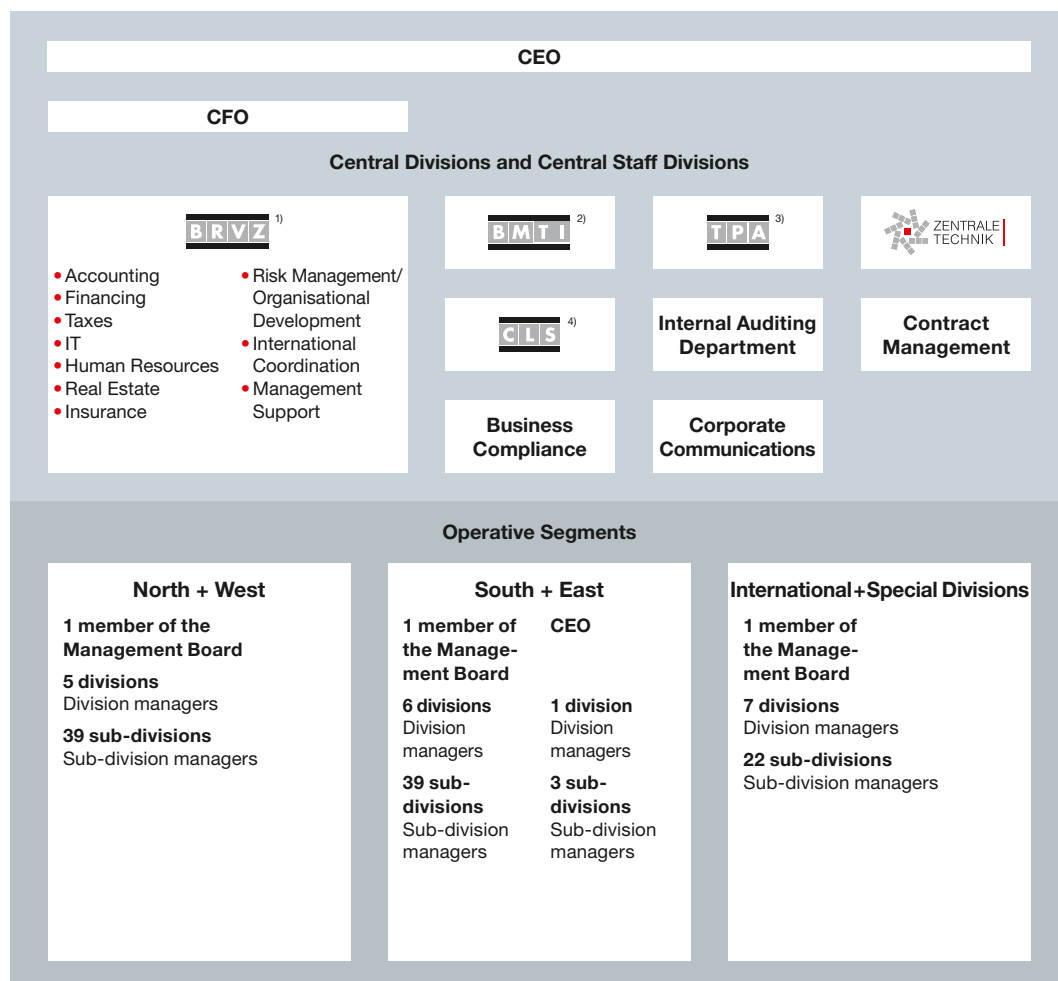 CEO
CFO
Central Divisions and Central Staff Divisions
BRVZ 1)
• Accounting
• Financing
• Taxes
• IT
• Human Resources
• Real Estate
• Insurance
• Risk Management/
Organisational
Development
• International
Coordination
• Management
Support
BMTI 2)
TPA 3)
ZENTRALE
TECHNIK
CLS 4)
Internal Auditing
Department
Contract
Management
Business
Compliance
Corporate
Communications
Operative Segments
North + West
1 member of the
Management Board
5 divisions
Division managers
39 sub-divisions
Sub-division managers
South + East
1 member of
the Manage-
ment Board
6 divisions
Division
managers
39 sub-
divisions
Sub-division
managers
CEO
1 division
Division
managers
3 sub-
divisions
Sub-division
managers
International+Special Divisions
1 member of
the Manage-
ment Board
7 divisions
Division managers
22 sub-divisions
Sub-division managers